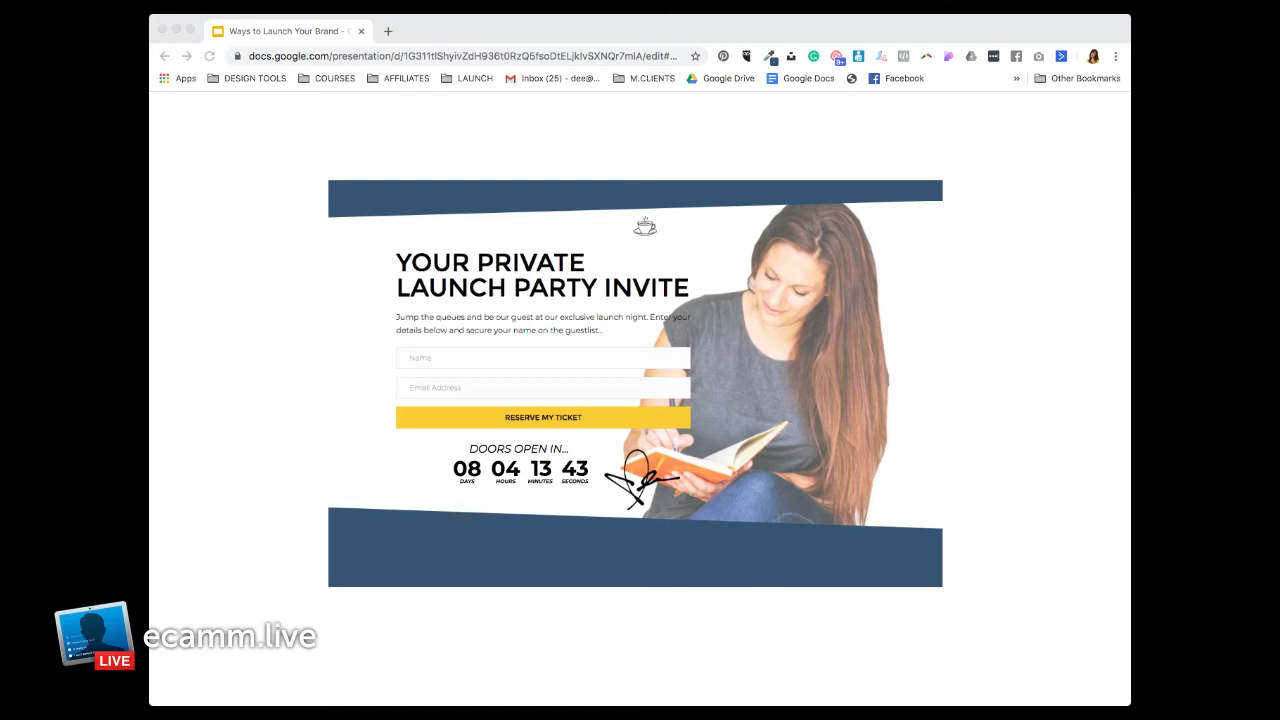 Ways to Launch Your Brand -
docs.google.com/presentation/d/1G311tlShyivZdH936t0RzQ5fsoDtELjkIvSXNQr7mlA/edit#...
9+
Apps DESIGN TOOLS COURSES AFFILIATES LAUNCH Inbox (25) - dee@... M.CLIENTS Google Drive Google Docs Facebook » Other Bookmarks
YOUR PRIVATE
LAUNCH PARTY INVITE
Jump the queues and be our guest at our exclusive launch night. Enter your
details below and secure your name on the guestlist...
Name
Email Address
RESERVE MY TICKET
DOORS OPEN IN...
08 04 13 43
DAYS HOURS MINUTES SECONDS
ecamm.live
LIVE